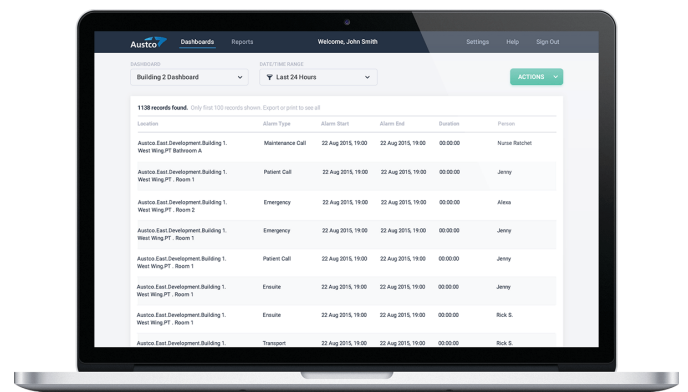 Austco Dashboards Reports Welcome, John Smith Settings Help Sign Out
DASHBOARD DATE/TIME RANGE
Building 2 Dashboard Last 24 Hours ACTIONS
1138 records found. Only first 100 records shown. Export or print to see all
Location Alarm Type Alarm Start Alarm End Duration Person
Austco.East.Development.Building 1. Maintenance Call 22 Aug 2015, 19:00 22 Aug 2015, 19:00 00:00:00 Nurse Ratchet
West Wing.PT Bathroom A
Austco.East.Development.Building 1. Patient Call 22 Aug 2015, 19:00 22 Aug 2015, 19:00 00:00:00 Jenny
West Wing.PT . Room 1
Austco.East.Development.Building 1. Emergency 22 Aug 2015, 19:00 22 Aug 2015, 19:00 00:00:00 Alexa
West Wing.PT . Room 2
Austco.East.Development.Building 1. Emergency 22 Aug 2015, 19:00 22 Aug 2015, 19:00 00:00:00 Jenny
West Wing.PT . Room 1
Austco.East.Development.Building 1. Patient Call 22 Aug 2015, 19:00 22 Aug 2015, 19:00 00:00:00 Jenny
West Wing.PT . Room 1
Austco.East.Development.Building 1. Ensuite 22 Aug 2015, 19:00 22 Aug 2015, 19:00 00:00:00 Jenny
West Wing.PT . Room 1
Austco.East.Development.Building 1. Ensuite 22 Aug 2015, 19:00 22 Aug 2015, 19:00 00:00:00 Rick S.
West Wing.PT . Room 1
Austco.East.Development.Building 1. Transport 22 Aug 2015, 19:00 22 Aug 2015, 19:00 00:00:00 Rick S.